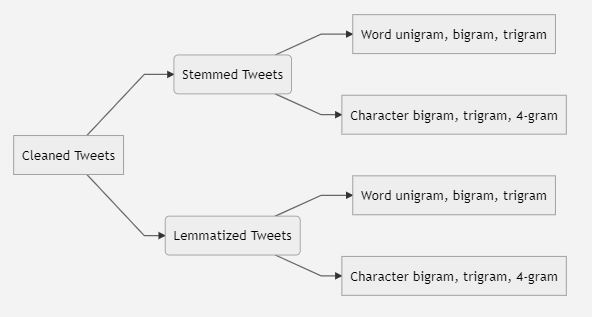 Word unigram, bigram, trigram
Stemmed Tweets
Character bigram, trigram, 4-gram
Cleaned Tweets
Word unigram, bigram, trigram
Lemmatized Tweets
Character bigram, trigram, 4-gram